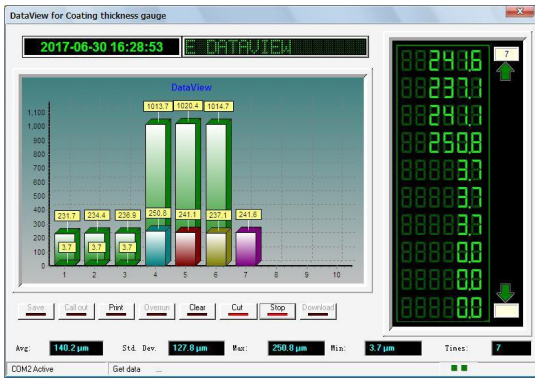 DataView for Coating thickness gauge
2017-06-30 16:28:53
E DATAVIEW
DataView
1,100
1,000
900
800
700
600
500
400
300
200
100
0
1013.7 1020.4 1014.7
231.7 234.4 236.9 250.8 241.1 237.1 241.6
3.7 3.7 3.7
1 2 3 4 5 6 7 8 9 10
241.6
237.1
241.1
250.8
3.7
3.7
3.7
0.0
0.0
0.0
7
Save Call out Print Overrun Clear Cut Stop Download
Avg: 140.2 μm Std. Dev. 127.8 μm Max: 250.8 μm Min: 3.7 μm Times: 7
COM2 Active Get data ...